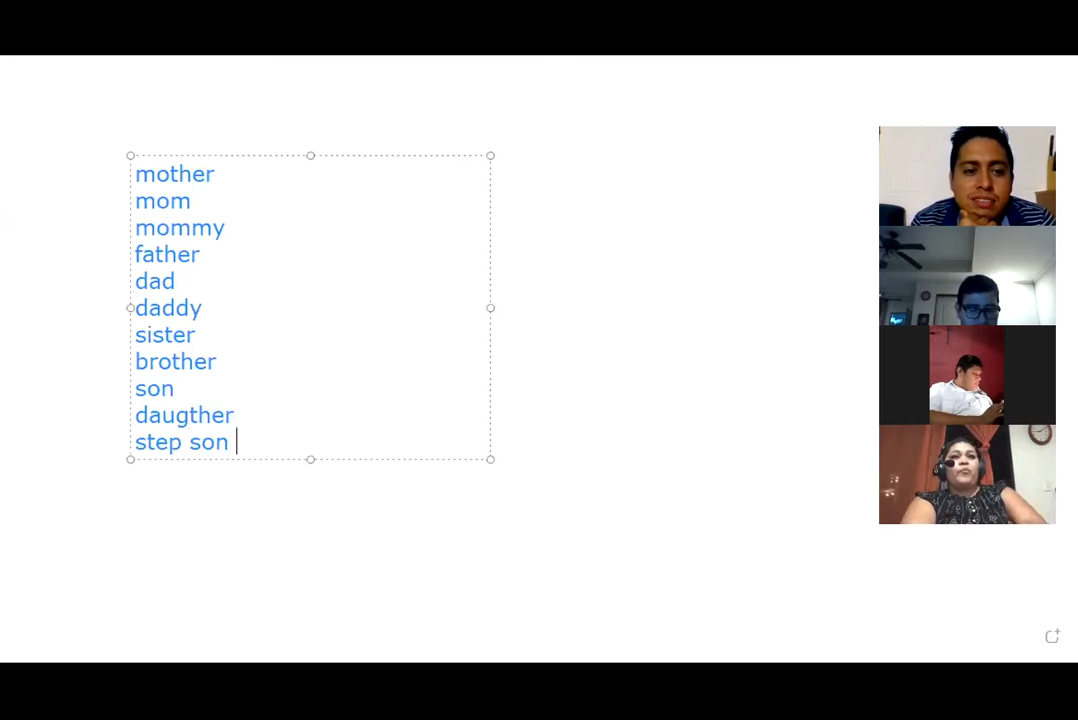 mother
mom
mommy
father
dad
daddy
sister
brother
son
daugther
step son